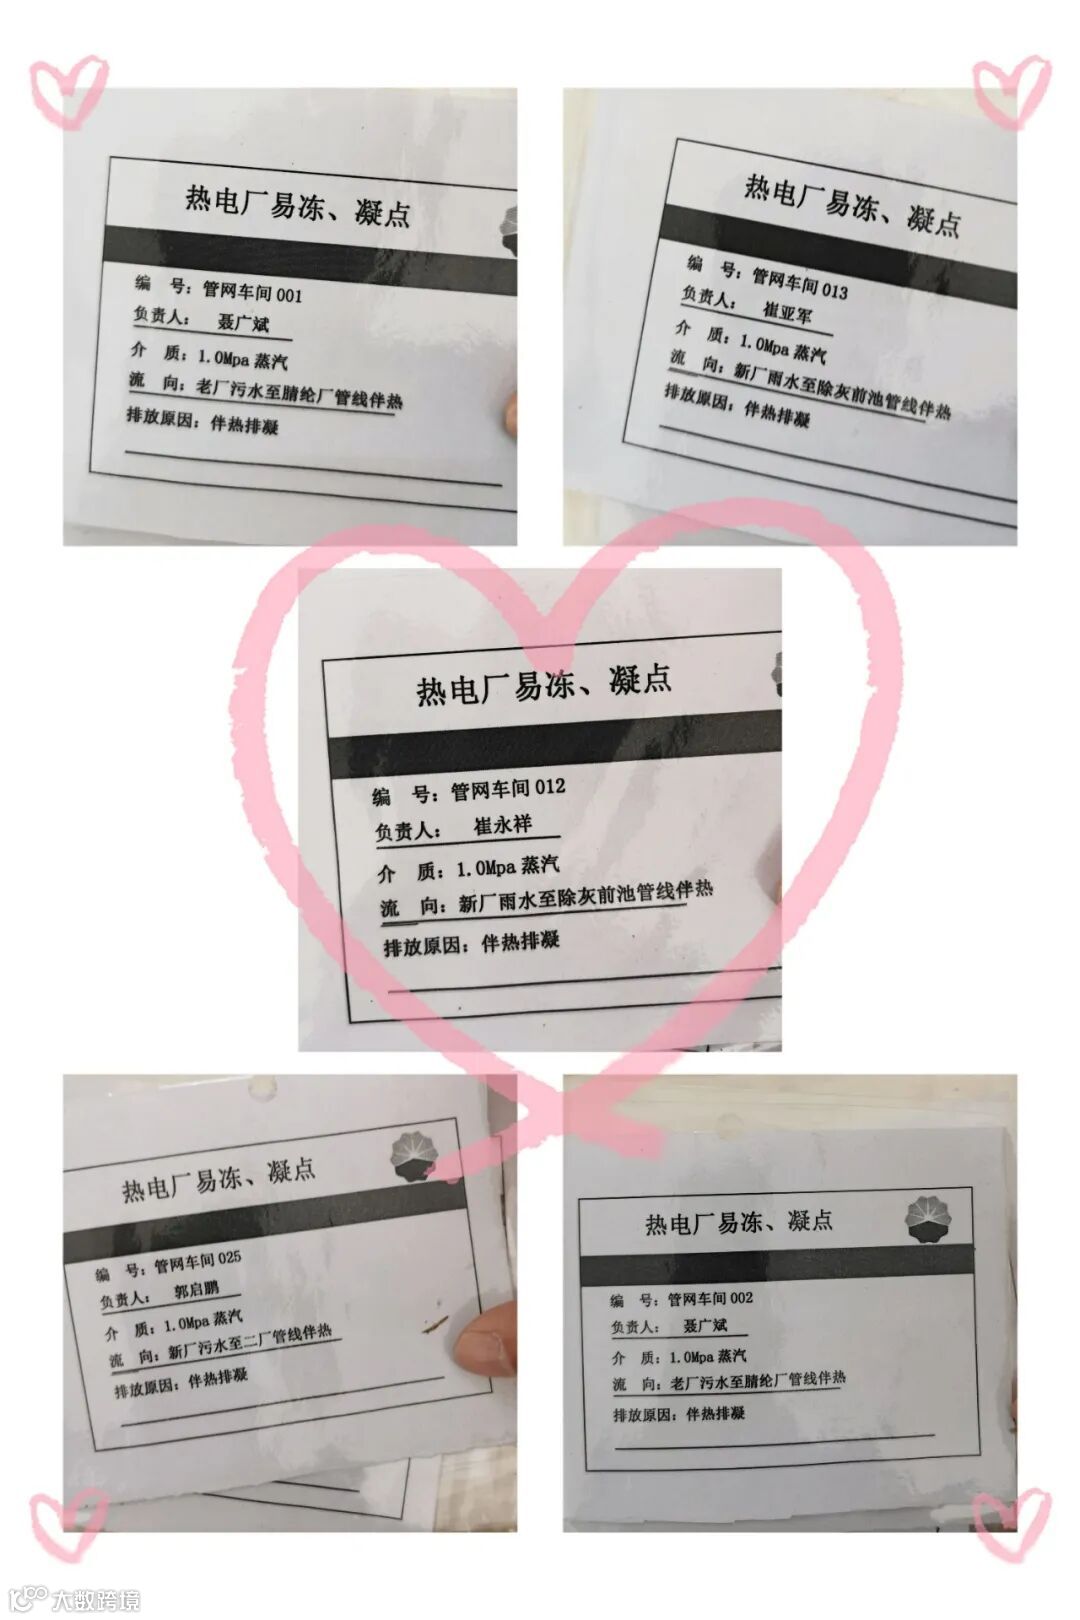 热电厂易冻、凝点
编 号：管网车间 001
负责人： 聂广斌
介 质：1.0Mpa 蒸汽
流 向：老厂污水至腈纶厂管线伴热
排放原因：伴热排凝
热电厂易冻、凝点
编 号：管网车间 013
负责人： 崔亚军
介 质：1.0Mpa 蒸汽
流 向：新厂雨水至除灰前池管线伴热
排放原因：伴热排凝
热电厂易冻、凝点
编 号：管网车间 012
负责人： 崔永祥
介 质：1.0Mpa 蒸汽
流 向：新厂雨水至除灰前池管线伴热
排放原因：伴热排凝
热电厂易冻、凝点
编 号：管网车间 025
负责人： 郭启鹏
介 质：1.0Mpa 蒸汽
流 向：新厂污水至二厂管线伴热
排放原因：伴热排凝
热电厂易冻、凝点
编 号：管网车间 002
负责人： 聂广斌
介 质：1.0Mpa 蒸汽
流 向：老厂污水至腈纶厂管线伴热
排放原因：伴热排凝
大数跨境